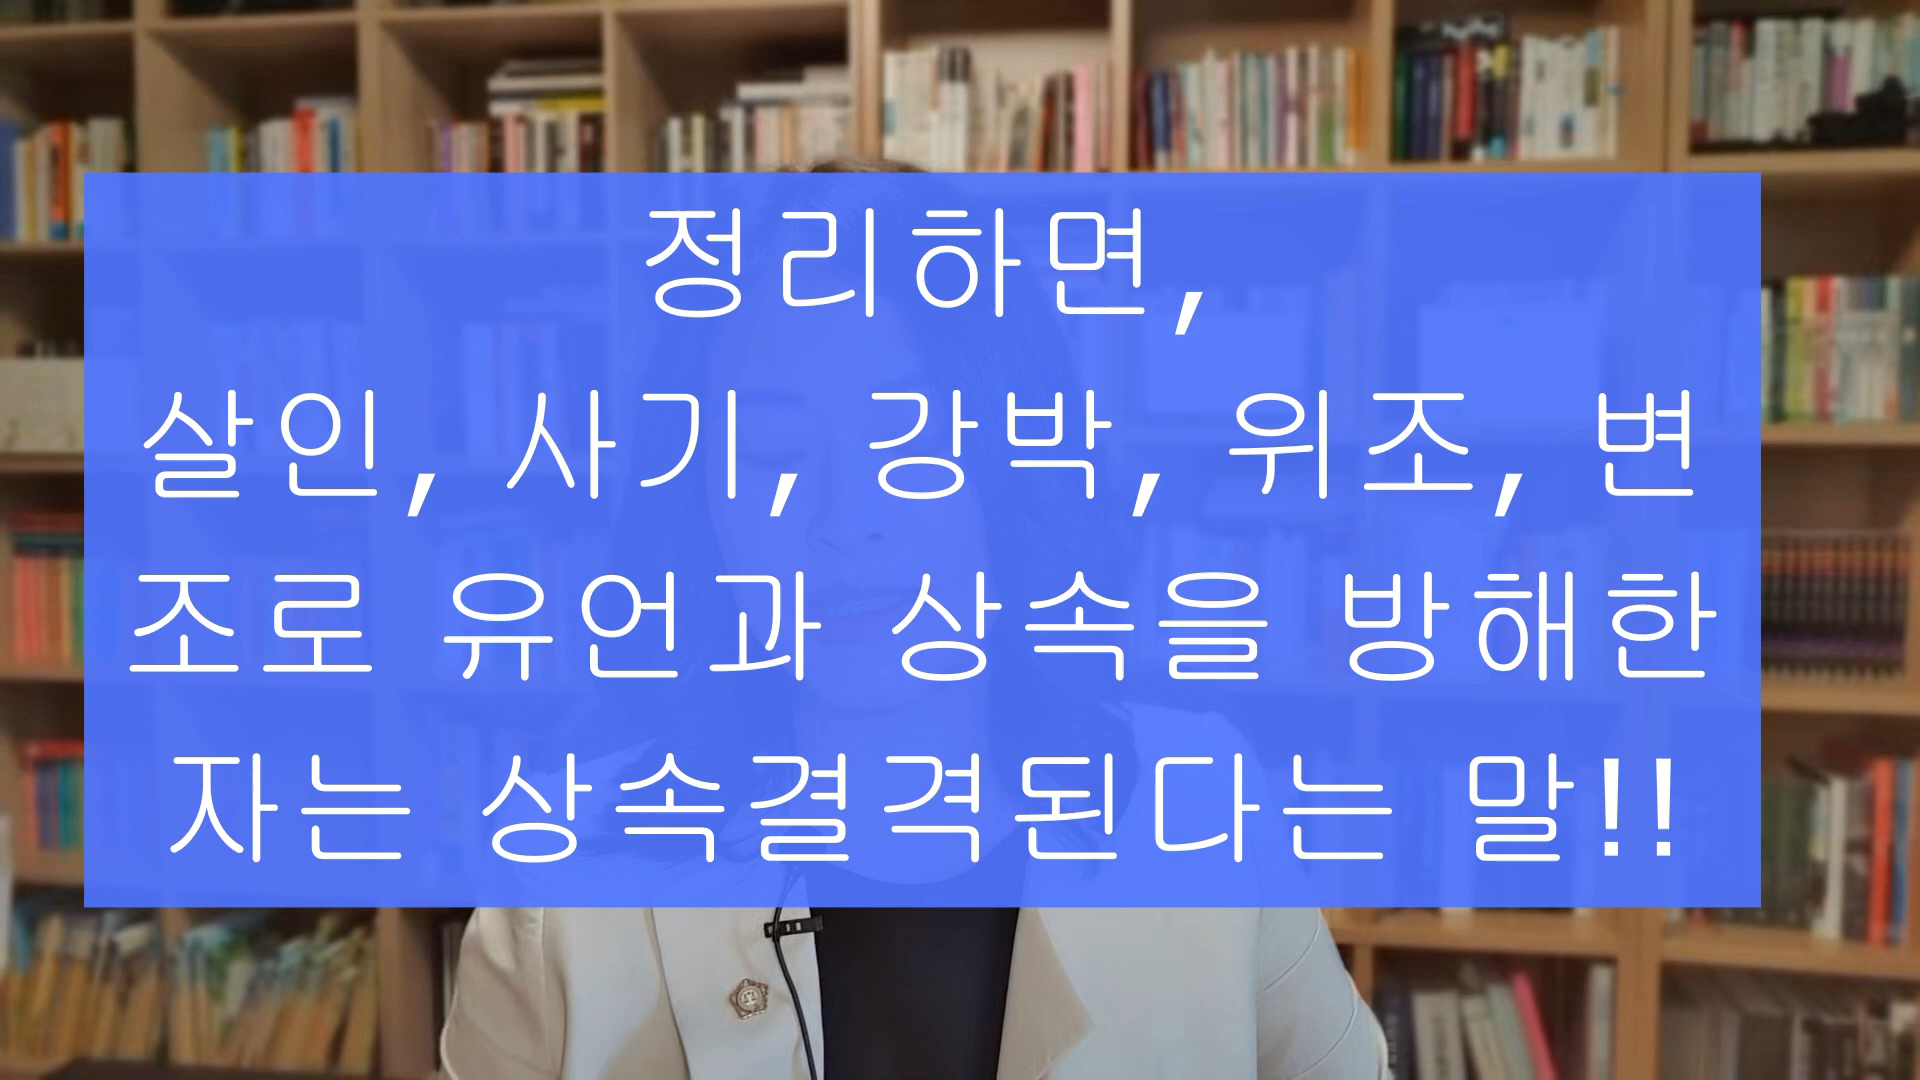 정리하면,
살인, 사기, 강박, 위조, 변
조로 유언과 상속을 방해한
자는 상속결격된다는 말!!